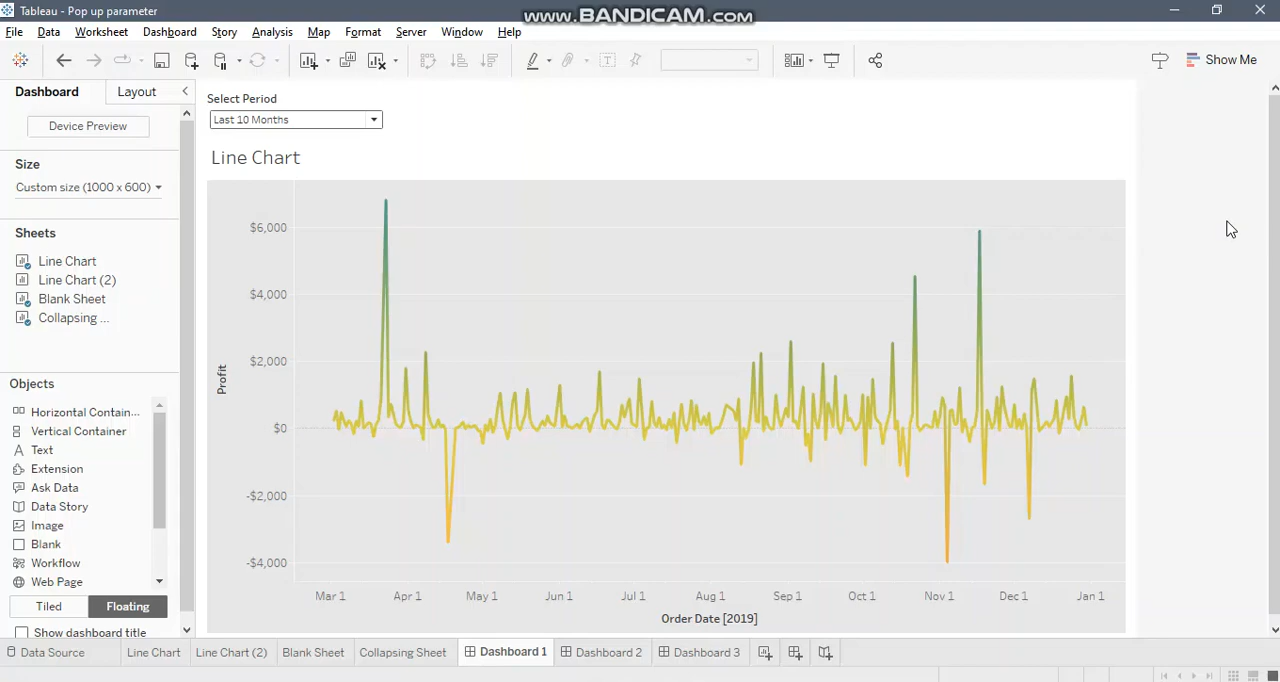 Tableau - Pop up parameter
www.BANDICAM.com
File Data Worksheet Dashboard Story Analysis Map Format Server Window Help
Show Me
Dashboard Layout
Device Preview
Size
Custom size (1000 x 600)
Sheets
Line Chart
Line Chart (2)
Blank Sheet
Collapsing ...
Objects
Horizontal Contain...
Vertical Container
Text
Extension
Ask Data
Data Story
Image
Blank
Workflow
Web Page
Tiled Floating
Show dashboard title
Select Period
Last 10 Months
Line Chart
Profit
$6,000
$4,000
$2,000
$0
-$2,000
-$4,000
Mar 1 Apr 1 May 1 Jun 1 Jul 1 Aug 1 Sep 1 Oct 1 Nov 1 Dec 1 Jan 1
Order Date [2019]
Data Source Line Chart Line Chart (2) Blank Sheet Collapsing Sheet Dashboard 1 Dashboard 2 Dashboard 3